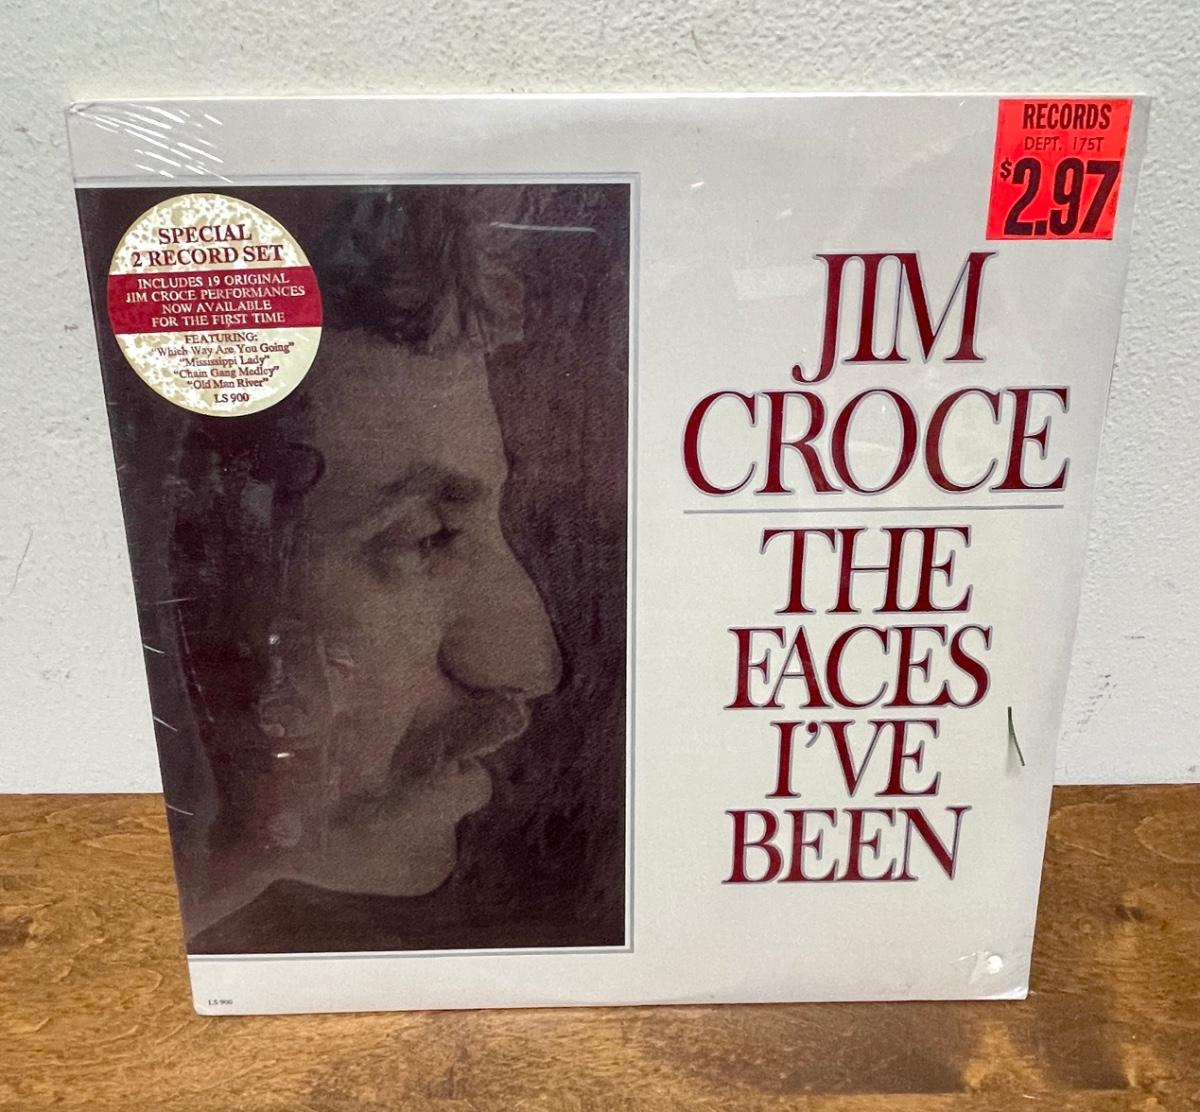 RECORDS
DEPT. 175T
$2.97
SPECIAL
2 RECORD SET
INCLUDES 19 ORIGINAL
JIM CROCE PERFORMANCES
NOW AVAILABLE
FOR THE FIRST TIME
FEATURING:
"Which Way Are You Going"
"Mississippi Lady"
"Chain Gang Medley"
"Old Man River"
LS 900
JIM
CROCE
THE
FACES
I'VE
BEEN
LS 900